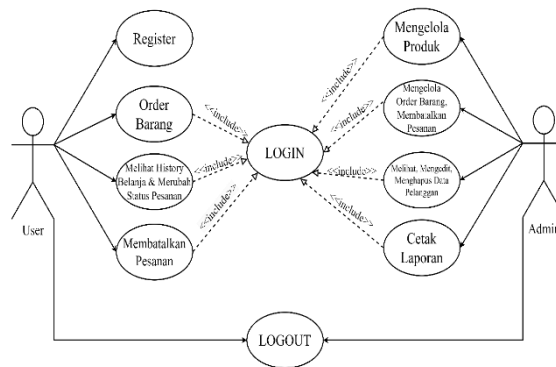 Register
Order
Barang
Melihat History
Belanja & Merubah
Status Pesanan
Membatalkan
Pesanan
User
<<include>>
<<include>>
<<include>>
LOGIN
<<include>>
<<include>>
<<include>>
<<include>>
Mengelola
Produk
Mengelola
Order Barang,
Membatalkan
Pesanan
Melihat, Mengedit,
Menghapus Data
Pelanggan
Cetak
Laporan
Admin
LOGOUT